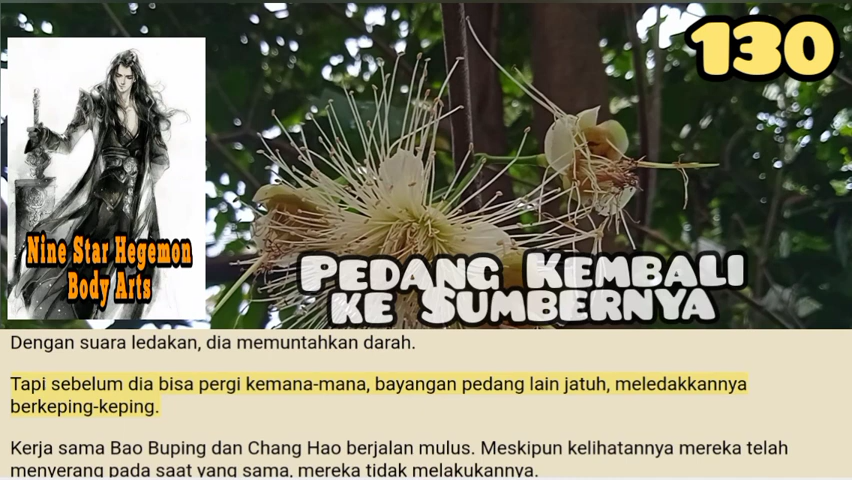 130
Nine Star Hegemon
Body Arts
PEDANG KEMBALI
KE SUMBERNYA
Dengan suara ledakan, dia memuntahkan darah.
Tapi sebelum dia bisa pergi kemana-mana, bayangan pedang lain jatuh, meledakkannya
berkeping-keping.
Kerja sama Bao Buping dan Chang Hao berjalan mulus. Meskipun kelihatannya mereka telah
menyerang pada saat yang sama, mereka tidak melakukannya.